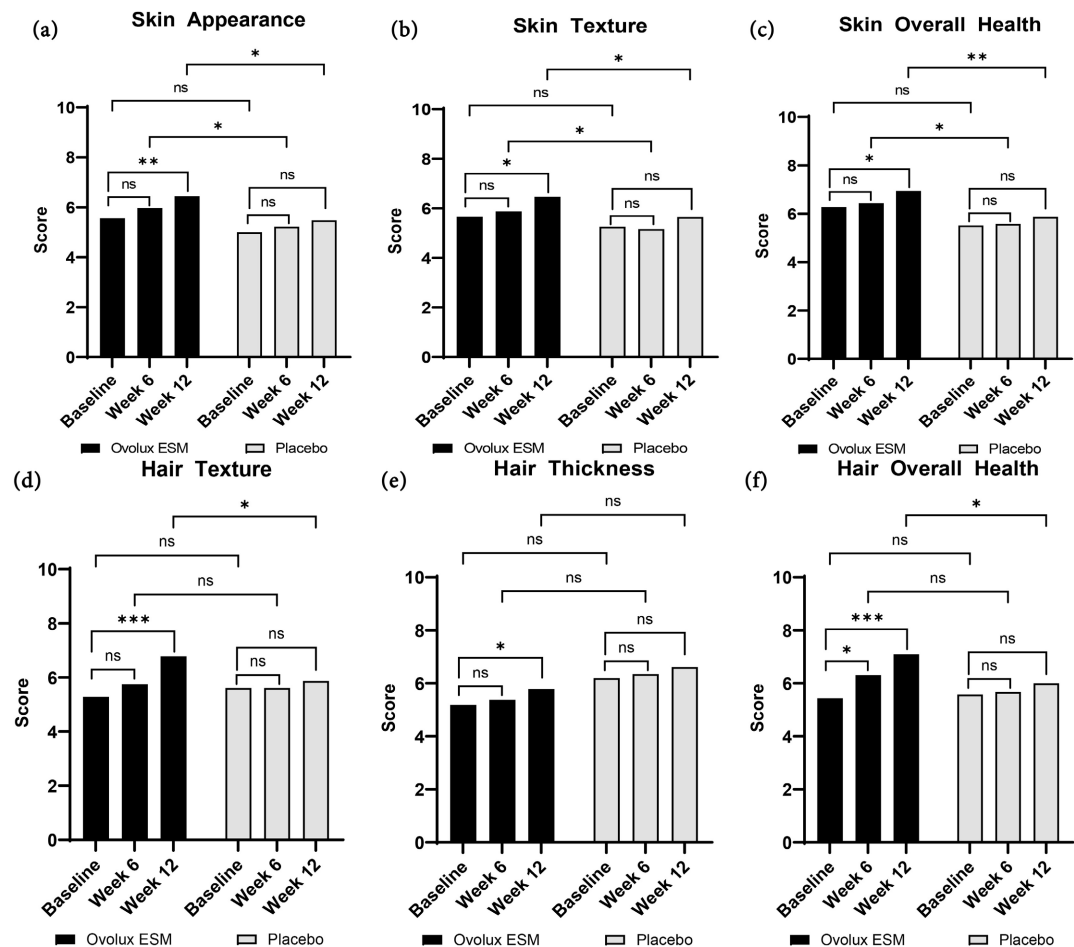 (a)
Skin Appearance
*
ns
*
**
ns
ns
ns
10
8
6
4
2
0
Score
Baseline
Week 6
Week 12
Baseline
Week 6
Week 12
Ovolux ESM
Placebo
(b)
Skin Texture
*
ns
*
*
ns
ns
ns
10
8
6
4
2
0
Score
Baseline
Week 6
Week 12
Baseline
Week 6
Week 12
Ovolux ESM
Placebo
(c)
Skin Overall Health
**
ns
*
*
ns
ns
ns
10
8
6
4
2
0
Score
Baseline
Week 6
Week 12
Baseline
Week 6
Week 12
Ovolux ESM
Placebo
(d)
Hair Texture
*
ns
ns
***
ns
ns
ns
10
8
6
4
2
0
Score
Baseline
Week 6
Week 12
Baseline
Week 6
Week 12
Ovolux ESM
Placebo
(e)
Hair Thickness
ns
ns
ns
*
ns
ns
ns
10
8
6
4
2
0
Score
Baseline
Week 6
Week 12
Baseline
Week 6
Week 12
Ovolux ESM
Placebo
(f)
Hair Overall Health
*
ns
ns
***
*
ns
ns
10
8
6
4
2
0
Score
Baseline
Week 6
Week 12
Baseline
Week 6
Week 12
Ovolux ESM
Placebo